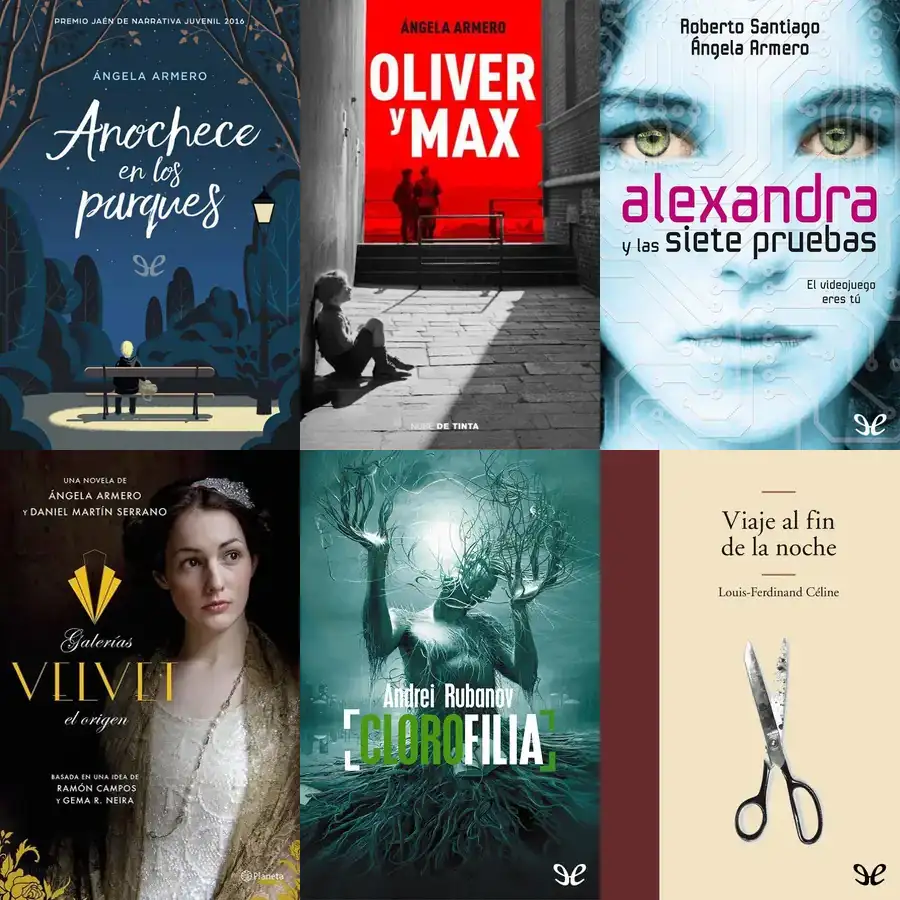 PREMIO JAÉN DE NARRATIVA JUVENIL 2016
ÁNGELA ARMERO
Anochece
en los
parques
ÁNGELA ARMERO
OLIVER
y MAX
NUBE DE TINTA
Roberto Santiago
Ángela Armero
alexandra
y las siete pruebas
El videojuego
eres tú
UNA NOVELA DE
ÁNGELA ARMERO
Y DANIEL MARTÍN SERRANO
Galerías
VELVET
el origen
BASADA EN UNA IDEA DE
RAMÓN CAMPOS
Y GEMA R. NEIRA
Planeta
Andrei Rubanov
[CLOROFILIA]
Viaje al fin
de la noche
Louis-Ferdinand Céline